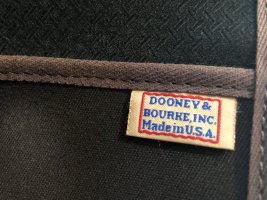 DOONEY &
BOURKE, INC.
Made in U.S.A.